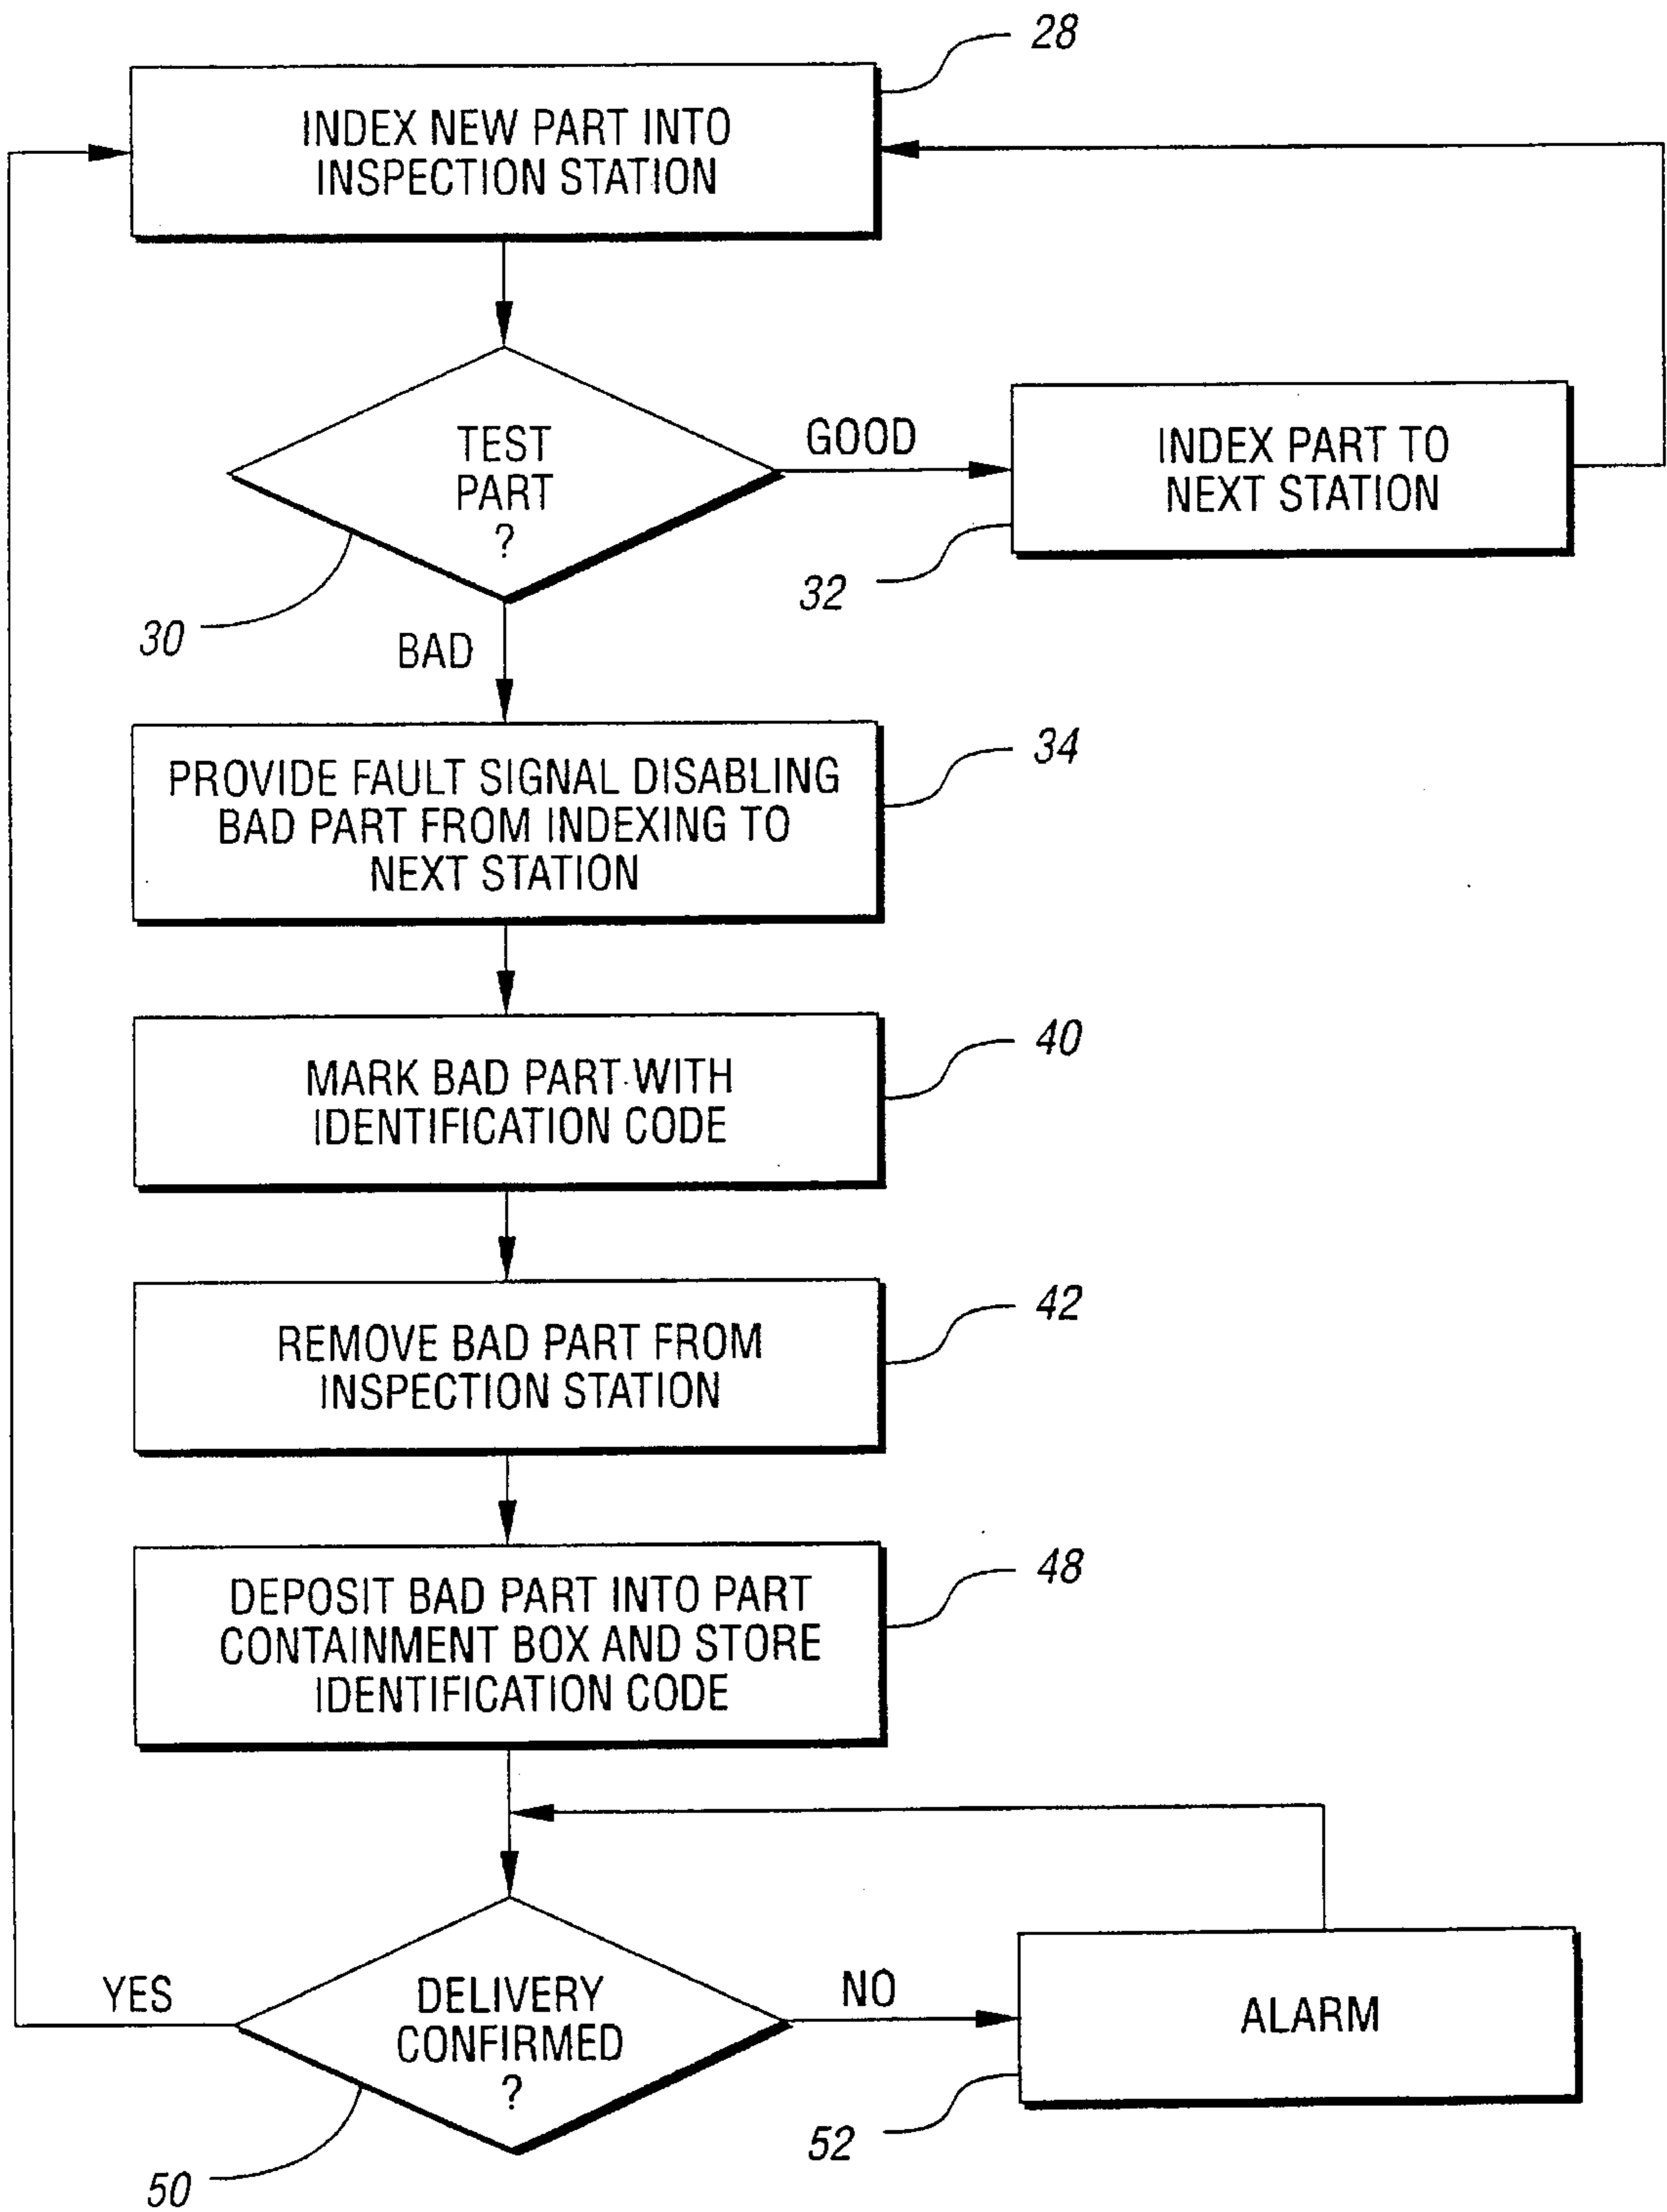 28
INDEX NEW PART INTO
INSPECTION STATION
TEST
PART
?
GOOD
INDEX PART TO
NEXT STATION
32
30
BAD
PROVIDE FAULT SIGNAL DISABLING
BAD PART FROM INDEXING TO
NEXT STATION
34
MARK BAD PART WITH
IDENTIFICATION CODE
40
REMOVE BAD PART FROM
INSPECTION STATION
42
DEPOSIT BAD PART INTO PART
CONTAINMENT BOX AND STORE
IDENTIFICATION CODE
48
YES
DELIVERY
CONFIRMED
?
NO
ALARM
52
50